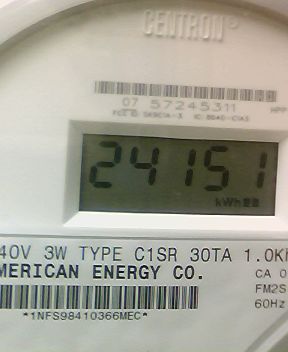 CENTRON®
07 57245311
24151
kWh
40V 3W TYPE C1SR 30TA 1.0Kh
MERICAN ENERGY CO.
CA 0
FM2S
60Hz
*1NFS98410366MEC*